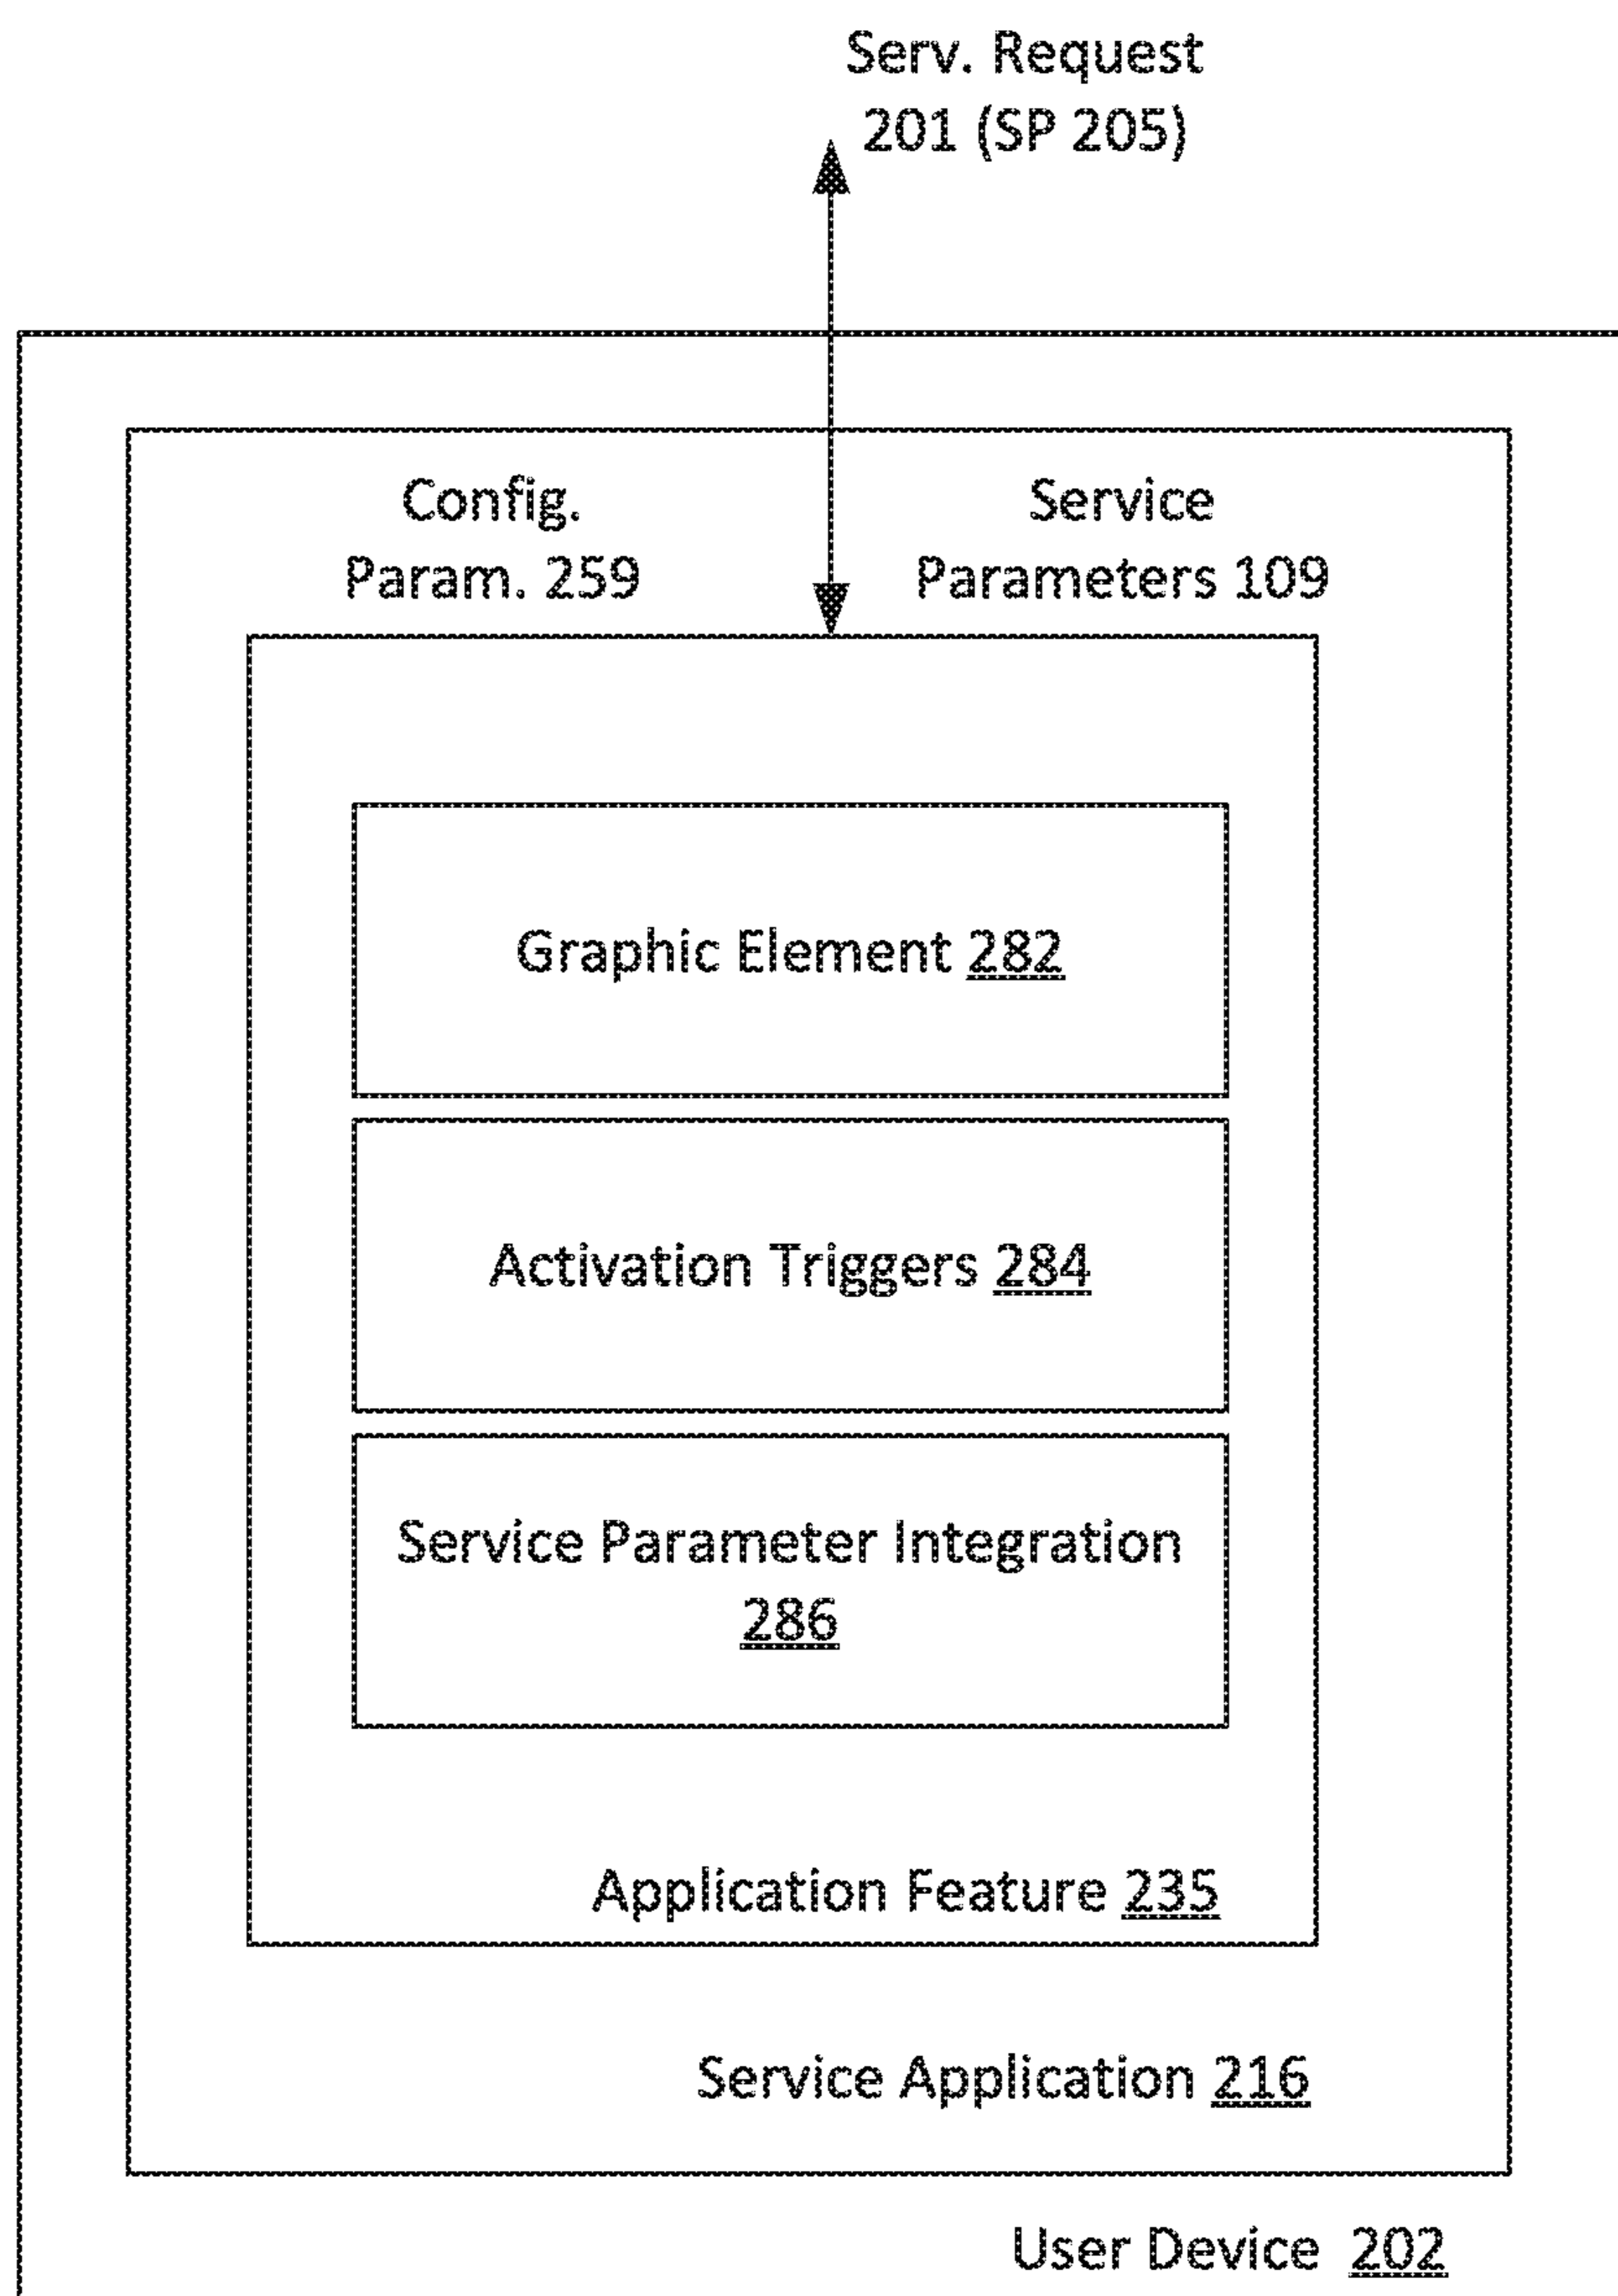 Serv. Request
201 (SP 205)
Config.
Param. 259
Service
Parameters 109
Graphic Element 282
Activation Triggers 284
Service Parameter Integration
286
Application Feature 235
Service Application 216
User Device 202